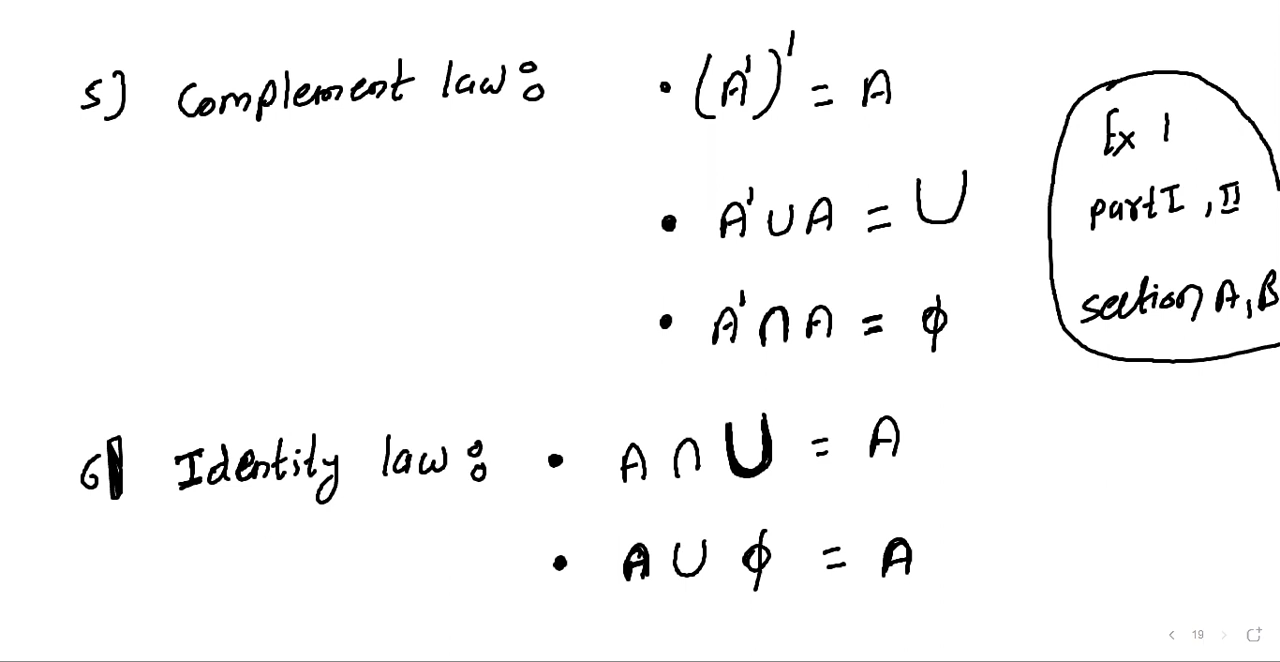 5) Complement law: • (A')' = A
• A' ∪ A = U
• A' ∩ A = ϕ
Ex 1
part I, II
section A, B
6) Identity law: • A ∩ U = A
• A ∪ ϕ = A
19